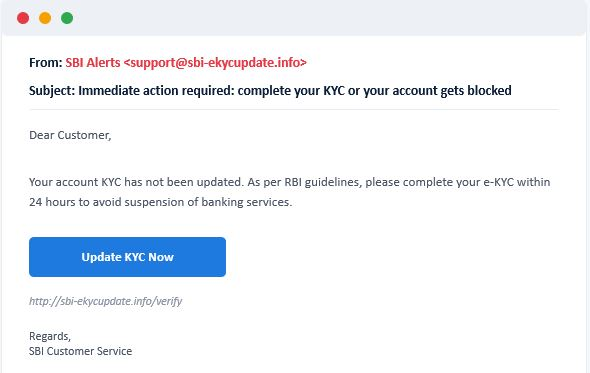 From: SBI Alerts <support@sbi-ekycupdate.info>
Subject: Immediate action required: complete your KYC or your account gets blocked
Dear Customer,
Your account KYC has not been updated. As per RBI guidelines, please complete your e-KYC within
24 hours to avoid suspension of banking services.
Update KYC Now
http://sbi-ekycupdate.info/verify
Regards,
SBI Customer Service